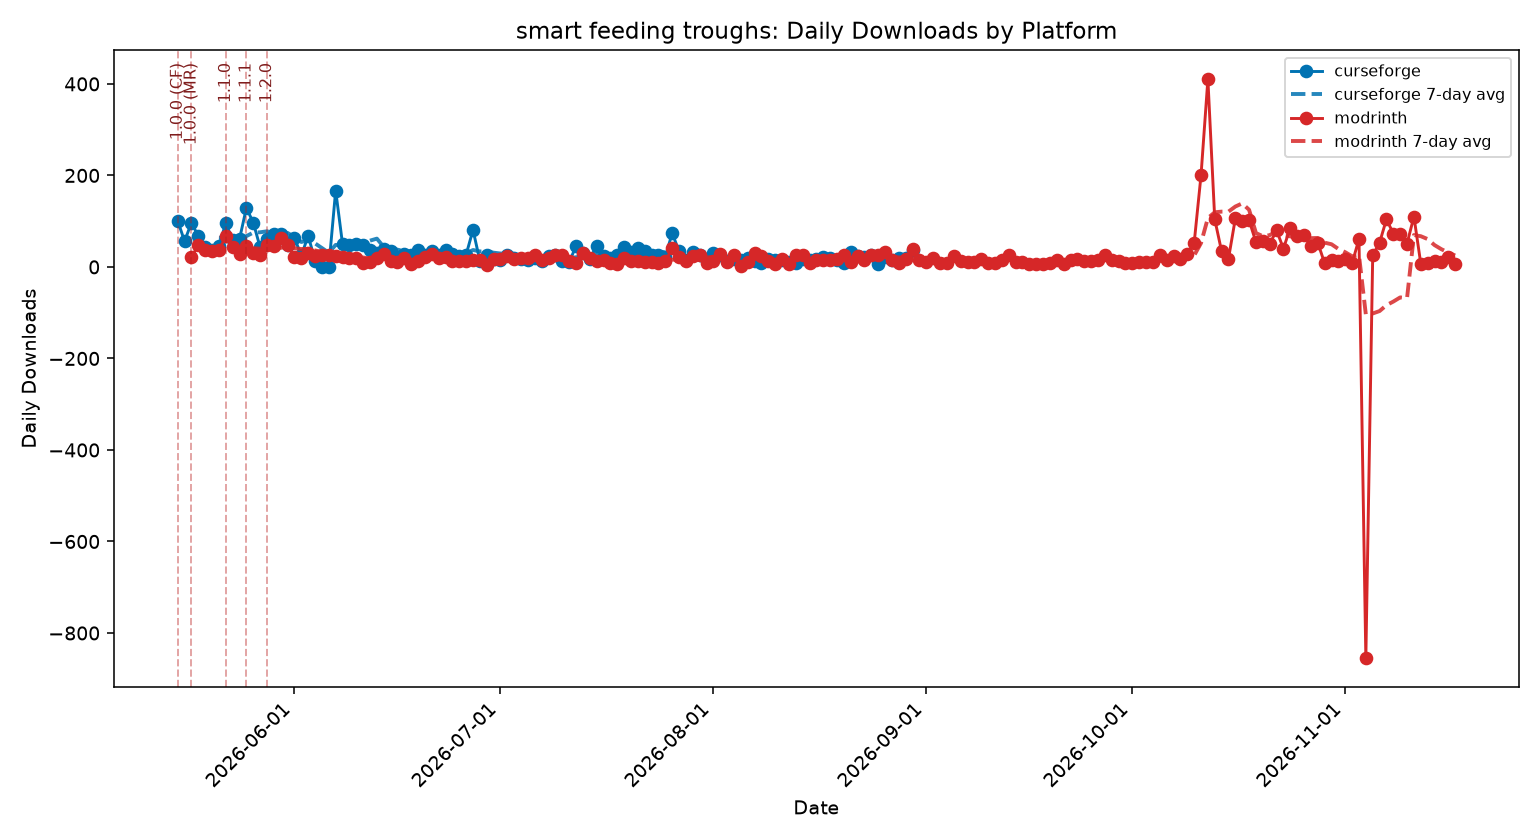 smart feeding troughs: Daily Downloads by Platform
1.0.0 (CF)
1.0.0 (MR)
1.1.0
1.1.1
1.2.0
curseforge
curseforge 7-day avg
modrinth
modrinth 7-day avg
Daily Downloads
400
200
0
−200
−400
−600
−800
2026-06-01
2026-07-01
2026-08-01
2026-09-01
2026-10-01
2026-11-01
Date